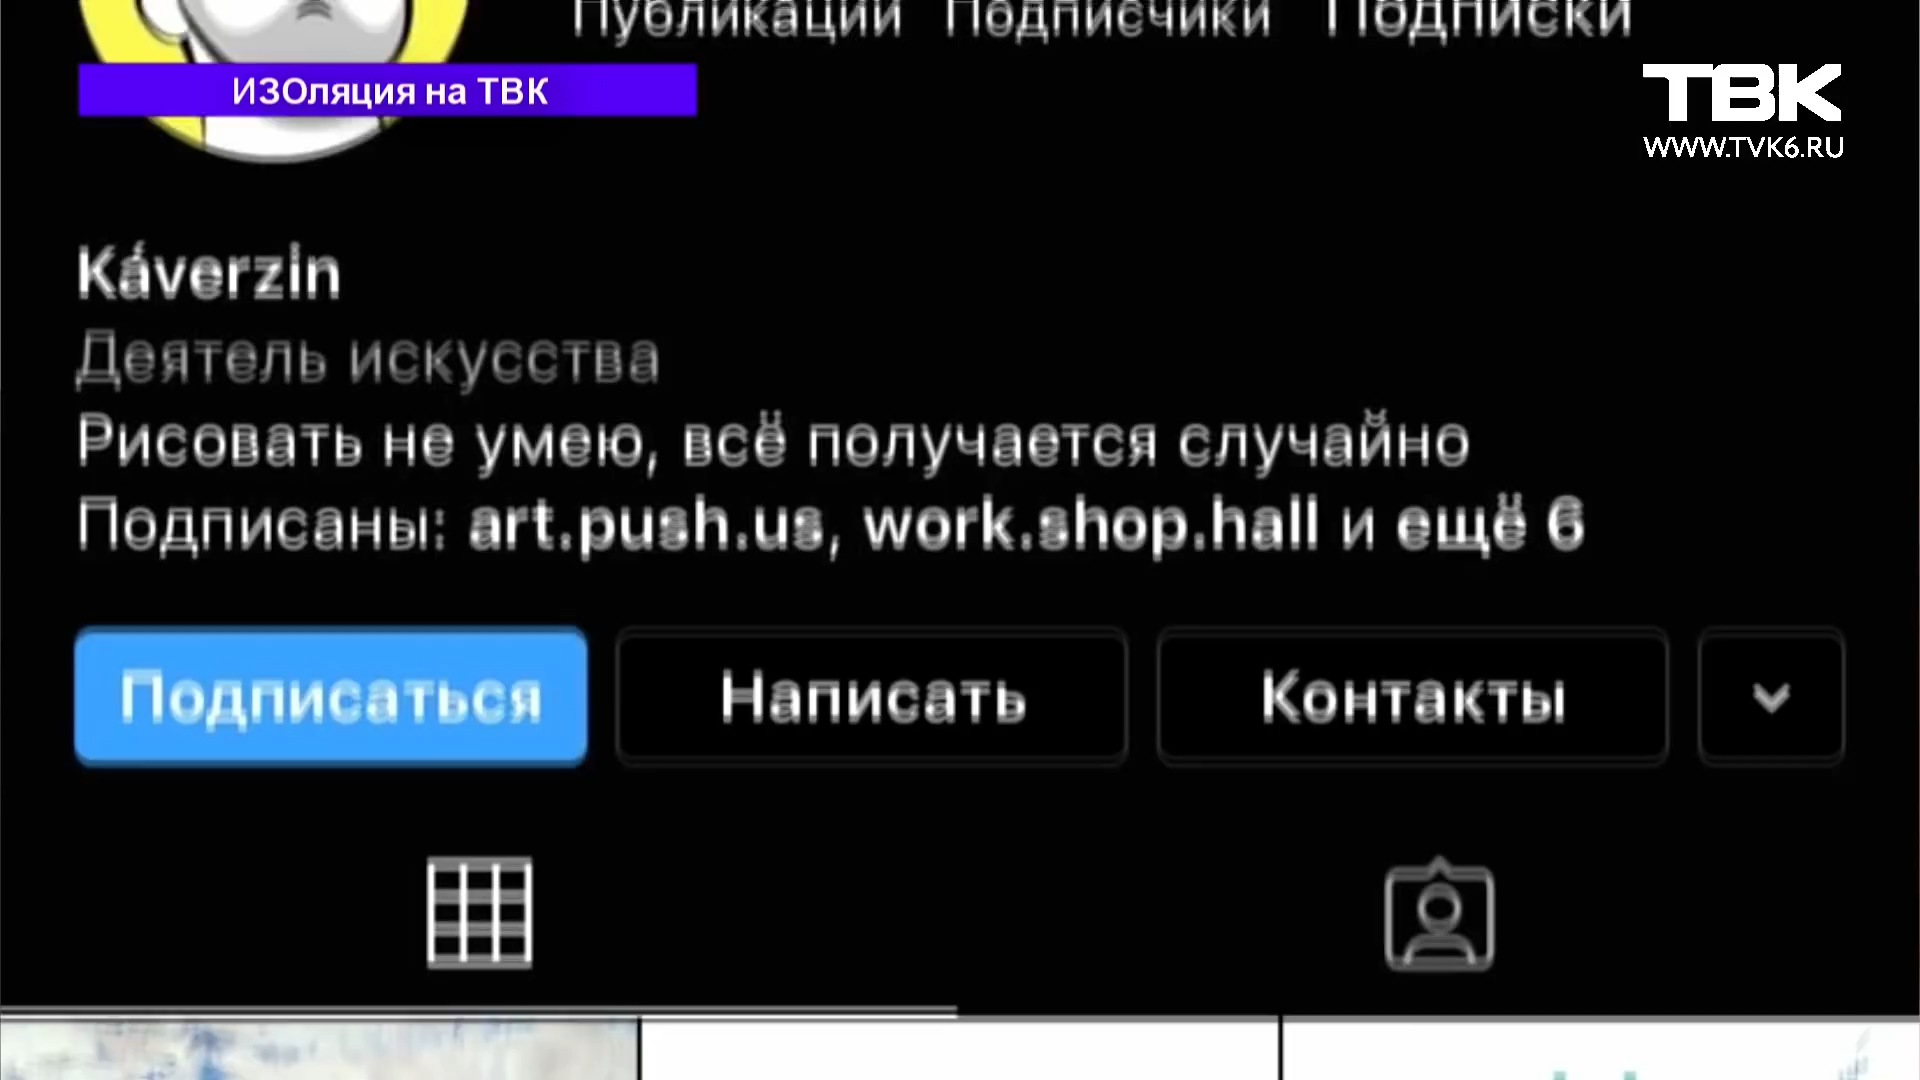 Публикации Подписчики Подписки
ИЗОляция на ТВК
ТВК
WWW.TVK6.RU
Káverzin
Деятель искусства
Рисовать не умею, всё получается случайно
Подписаны: art.push.us, work.shop.hall и ещё 6
Подписаться Написать Контакты